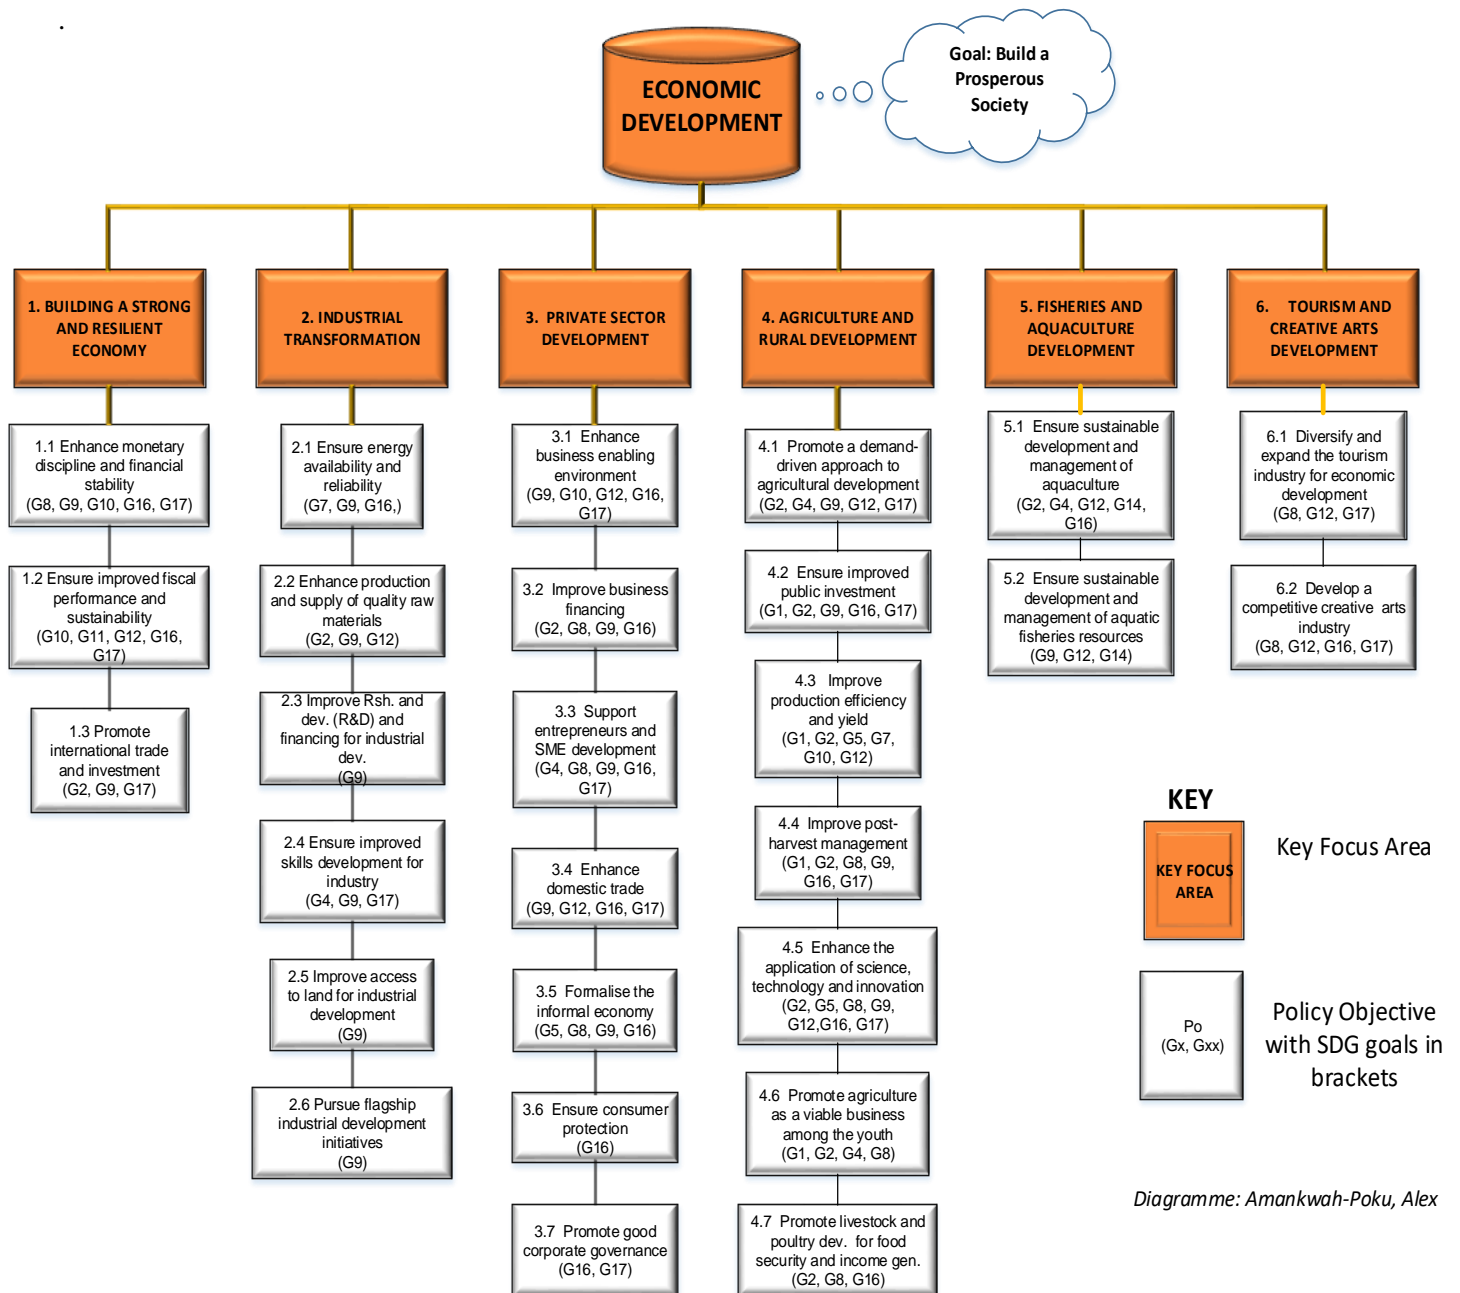 .
ECONOMIC
DEVELOPMENT
Goal: Build a
Prosperous
Society
1. BUILDING A STRONG
AND RESILIENT
ECONOMY
1.1 Enhance monetary
discipline and financial
stability
(G8, G9, G10, G16, G17)
1.2 Ensure improved fiscal
performance and
sustainability
(G10, G11, G12, G16,
G17)
1.3 Promote
international trade
and investment
(G2, G9, G17)
2. INDUSTRIAL
TRANSFORMATION
2.1 Ensure energy
availability and
reliability
(G7, G9, G16,)
2.2 Enhance production
and supply of quality raw
materials
(G2, G9, G12)
2.3 Improve Rsh. and
dev. (R&D) and
financing for industrial
dev.
(G9)
2.4 Ensure improved
skills development for
industry
(G4, G9, G17)
2.5 Improve access
to land for industrial
development
(G9)
2.6 Pursue flagship
industrial development
initiatives
(G9)
3. PRIVATE SECTOR
DEVELOPMENT
3.1 Enhance
business enabling
environment
(G9, G10, G12, G16,
G17)
3.2 Improve business
financing
(G2, G8, G9, G16)
3.3 Support
entrepreneurs and
SME development
(G4, G8, G9, G16,
G17)
3.4 Enhance
domestic trade
(G9, G12, G16, G17)
3.5 Formalise the
informal economy
(G5, G8, G9, G16)
3.6 Ensure consumer
protection
(G16)
3.7 Promote good
corporate governance
(G16, G17)
4. AGRICULTURE AND
RURAL DEVELOPMENT
4.1 Promote a demand-
driven approach to
agricultural development
(G2, G4, G9, G12, G17)
4.2 Ensure improved
public investment
(G1, G2, G9, G16, G17)
4.3 Improve
production efficiency
and yield
(G1, G2, G5, G7,
G10, G12)
4.4 Improve post-
harvest management
(G1, G2, G8, G9,
G16, G17)
4.5 Enhance the
application of science,
technology and innovation
(G2, G5, G8, G9,
G12,G16, G17)
4.6 Promote agriculture
as a viable business
among the youth
(G1, G2, G4, G8)
4.7 Promote livestock and
poultry dev. for food
security and income gen.
(G2, G8, G16)
5. FISHERIES AND
AQUACULTURE
DEVELOPMENT
5.1 Ensure sustainable
development and
management of
aquaculture
(G2, G4, G12, G14,
G16)
5.2 Ensure sustainable
development and
management of aquatic
fisheries resources
(G9, G12, G14)
6. TOURISM AND
CREATIVE ARTS
DEVELOPMENT
6.1 Diversify and
expand the tourism
industry for economic
development
(G8, G12, G17)
6.2 Develop a
competitive creative arts
industry
(G8, G12, G16, G17)
KEY
KEY FOCUS
AREA
Key Focus Area
Po
(Gx, Gxx)
Policy Objective
with SDG goals in
brackets
Diagramme: Amankwah-Poku, Alex